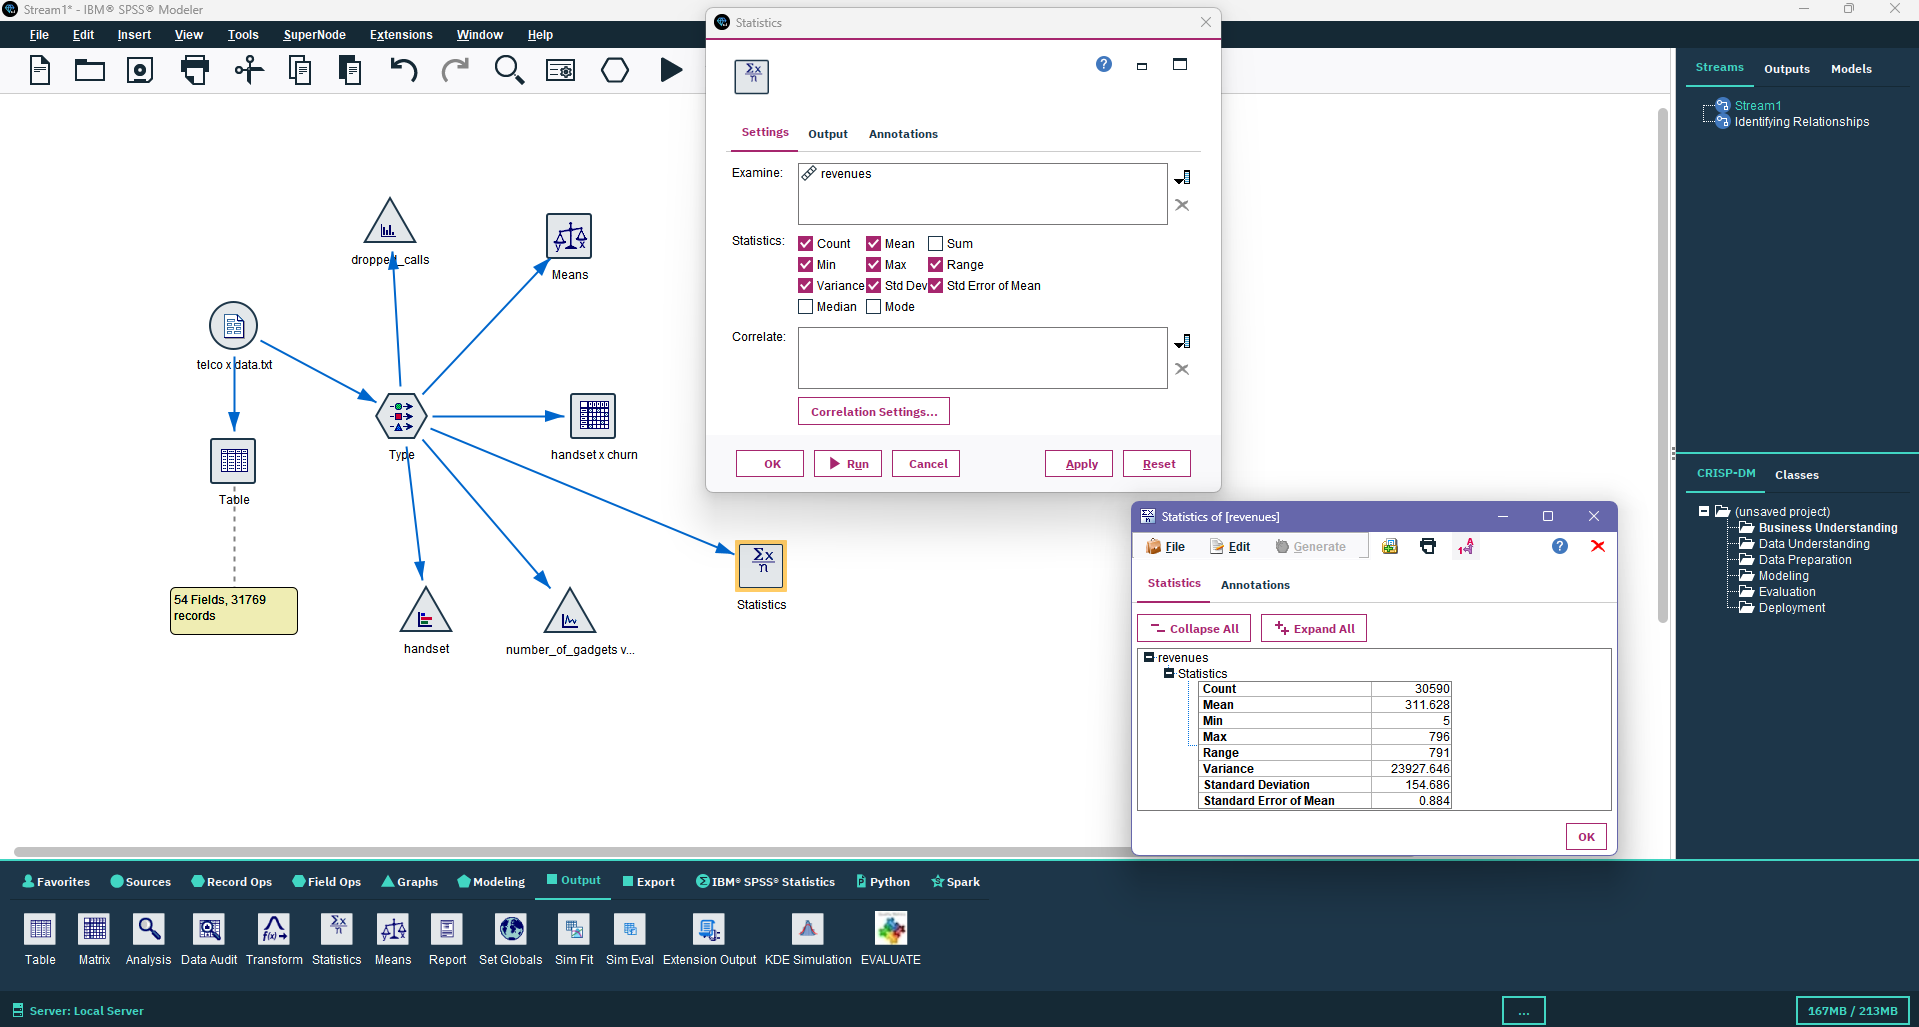 Stream1* - IBM® SPSS® Modeler
File Edit Insert View Tools SuperNode Extensions Window Help
dropped_calls
Means
telco x data.txt
Type
handset x churn
Table
54 Fields, 31769
records
handset
number_of_gadgets v...
Statistics
Statistics
Settings Output Annotations
Examine:
revenues
Statistics:
Count Mean Sum
Min Max Range
Variance Std Dev Std Error of Mean
Median Mode
Correlate:
Correlation Settings...
OK Run Cancel Apply Reset
Statistics of [revenues]
File Edit Generate
Statistics Annotations
Collapse All Expand All
revenues
Statistics
Count 30590
Mean 311.628
Min 5
Max 796
Range 791
Variance 23927.646
Standard Deviation 154.686
Standard Error of Mean 0.884
OK
Streams Outputs Models
Stream1
Identifying Relationships
CRISP-DM Classes
(unsaved project)
Business Understanding
Data Understanding
Data Preparation
Modeling
Evaluation
Deployment
Favorites Sources Record Ops Field Ops Graphs Modeling Output Export IBM® SPSS® Statistics Python Spark
Table Matrix Analysis Data Audit Transform Statistics Means Report Set Globals Sim Fit Sim Eval Extension Output KDE Simulation EVALUATE
Server: Local Server
...
167MB / 213MB